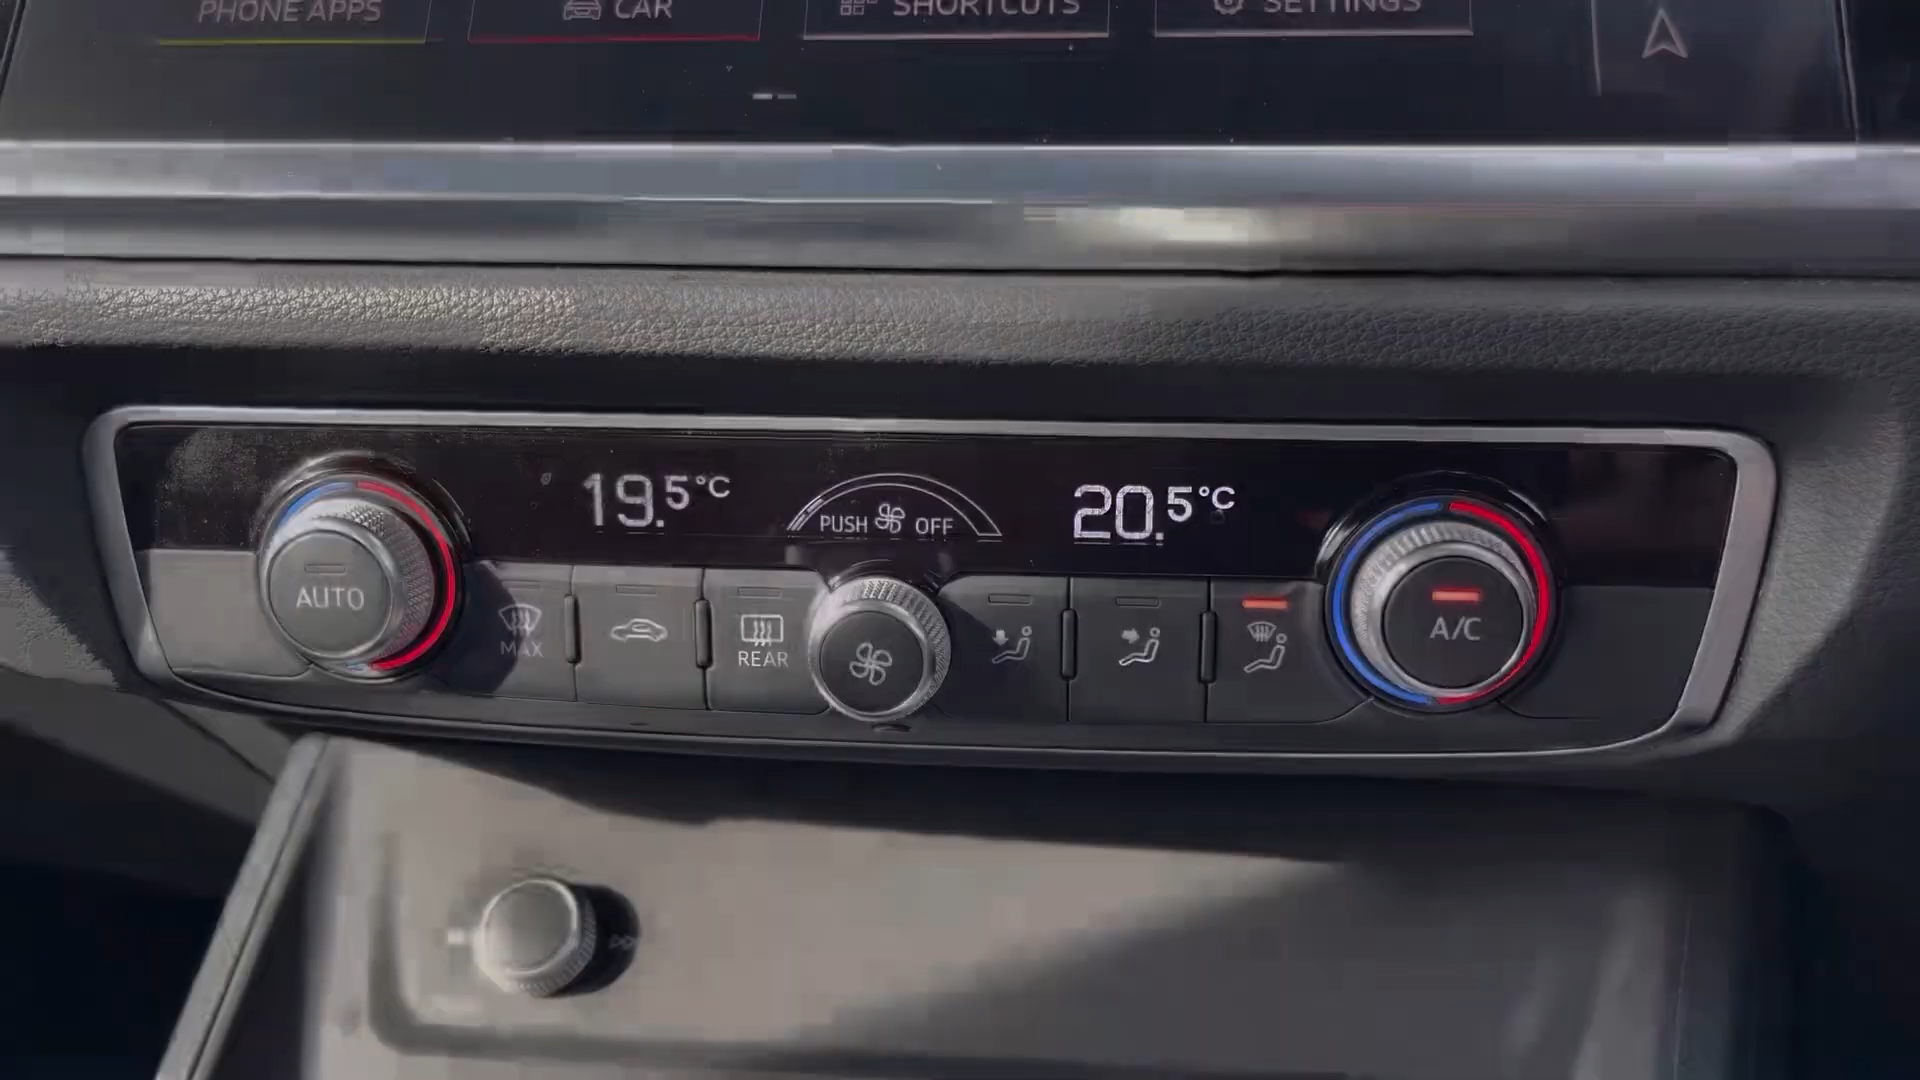 PHONE APPS
CAR
SHORTCUTS
SETTINGS
19.5°C
PUSH OFF
20.5°C
AUTO
MAX
REAR
A/C